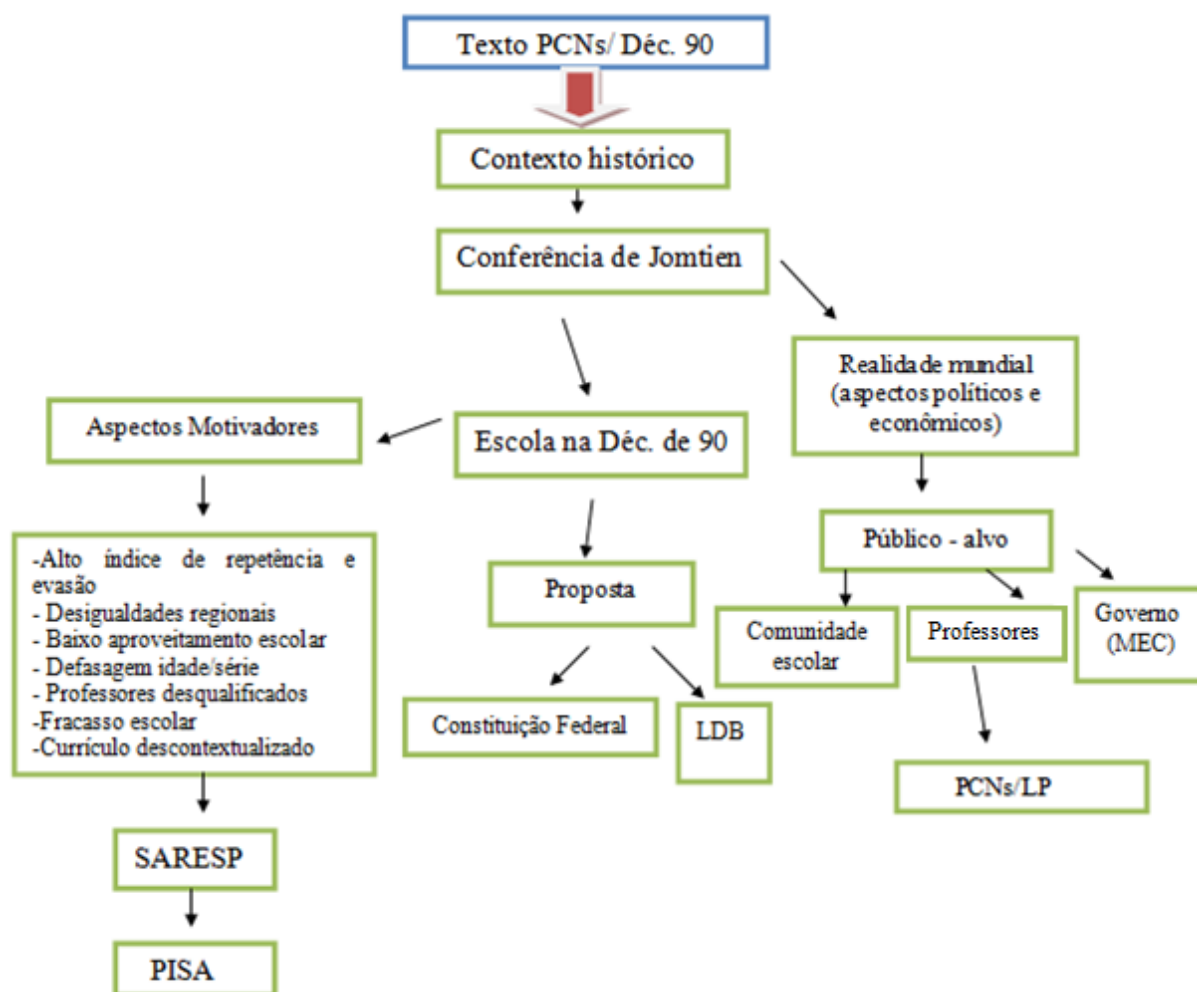 Texto PCNs/ Déc. 90
Contexto histórico
Conferência de Jomtien
Realidade mundial
(aspectos políticos e
econômicos)
Aspectos Motivadores
Escola na Déc. de 90
-Alto índice de repetência e
evasão
- Desigualdades regionais
- Baixo aproveitamento escolar
- Defasagem idade/série
- Professores desqualificados
-Fracasso escolar
-Currículo descontextualizado
Proposta
Público - alvo
Comunidade
escolar
Professores
Governo
(MEC)
Constituição Federal
LDB
PCNs/LP
SARESP
PISA